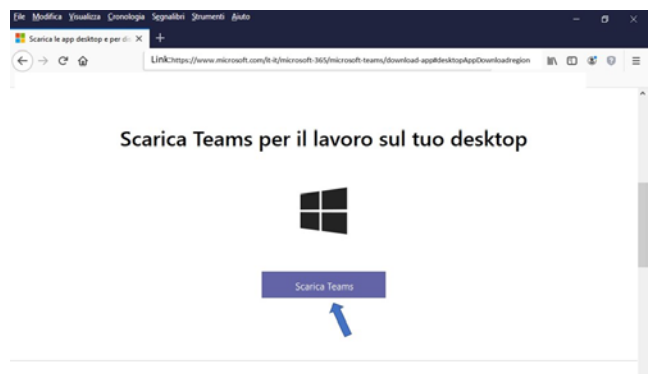 File Modifica Visualizza Cronologia Segnalibri Strumenti Aiuto
Scarica le app desktop e per di
Link:https://www.microsoft.com/it-it/microsoft-365/microsoft-teams/download-app#desktopAppDownloadregion
Scarica Teams per il lavoro sul tuo desktop
Scarica Teams